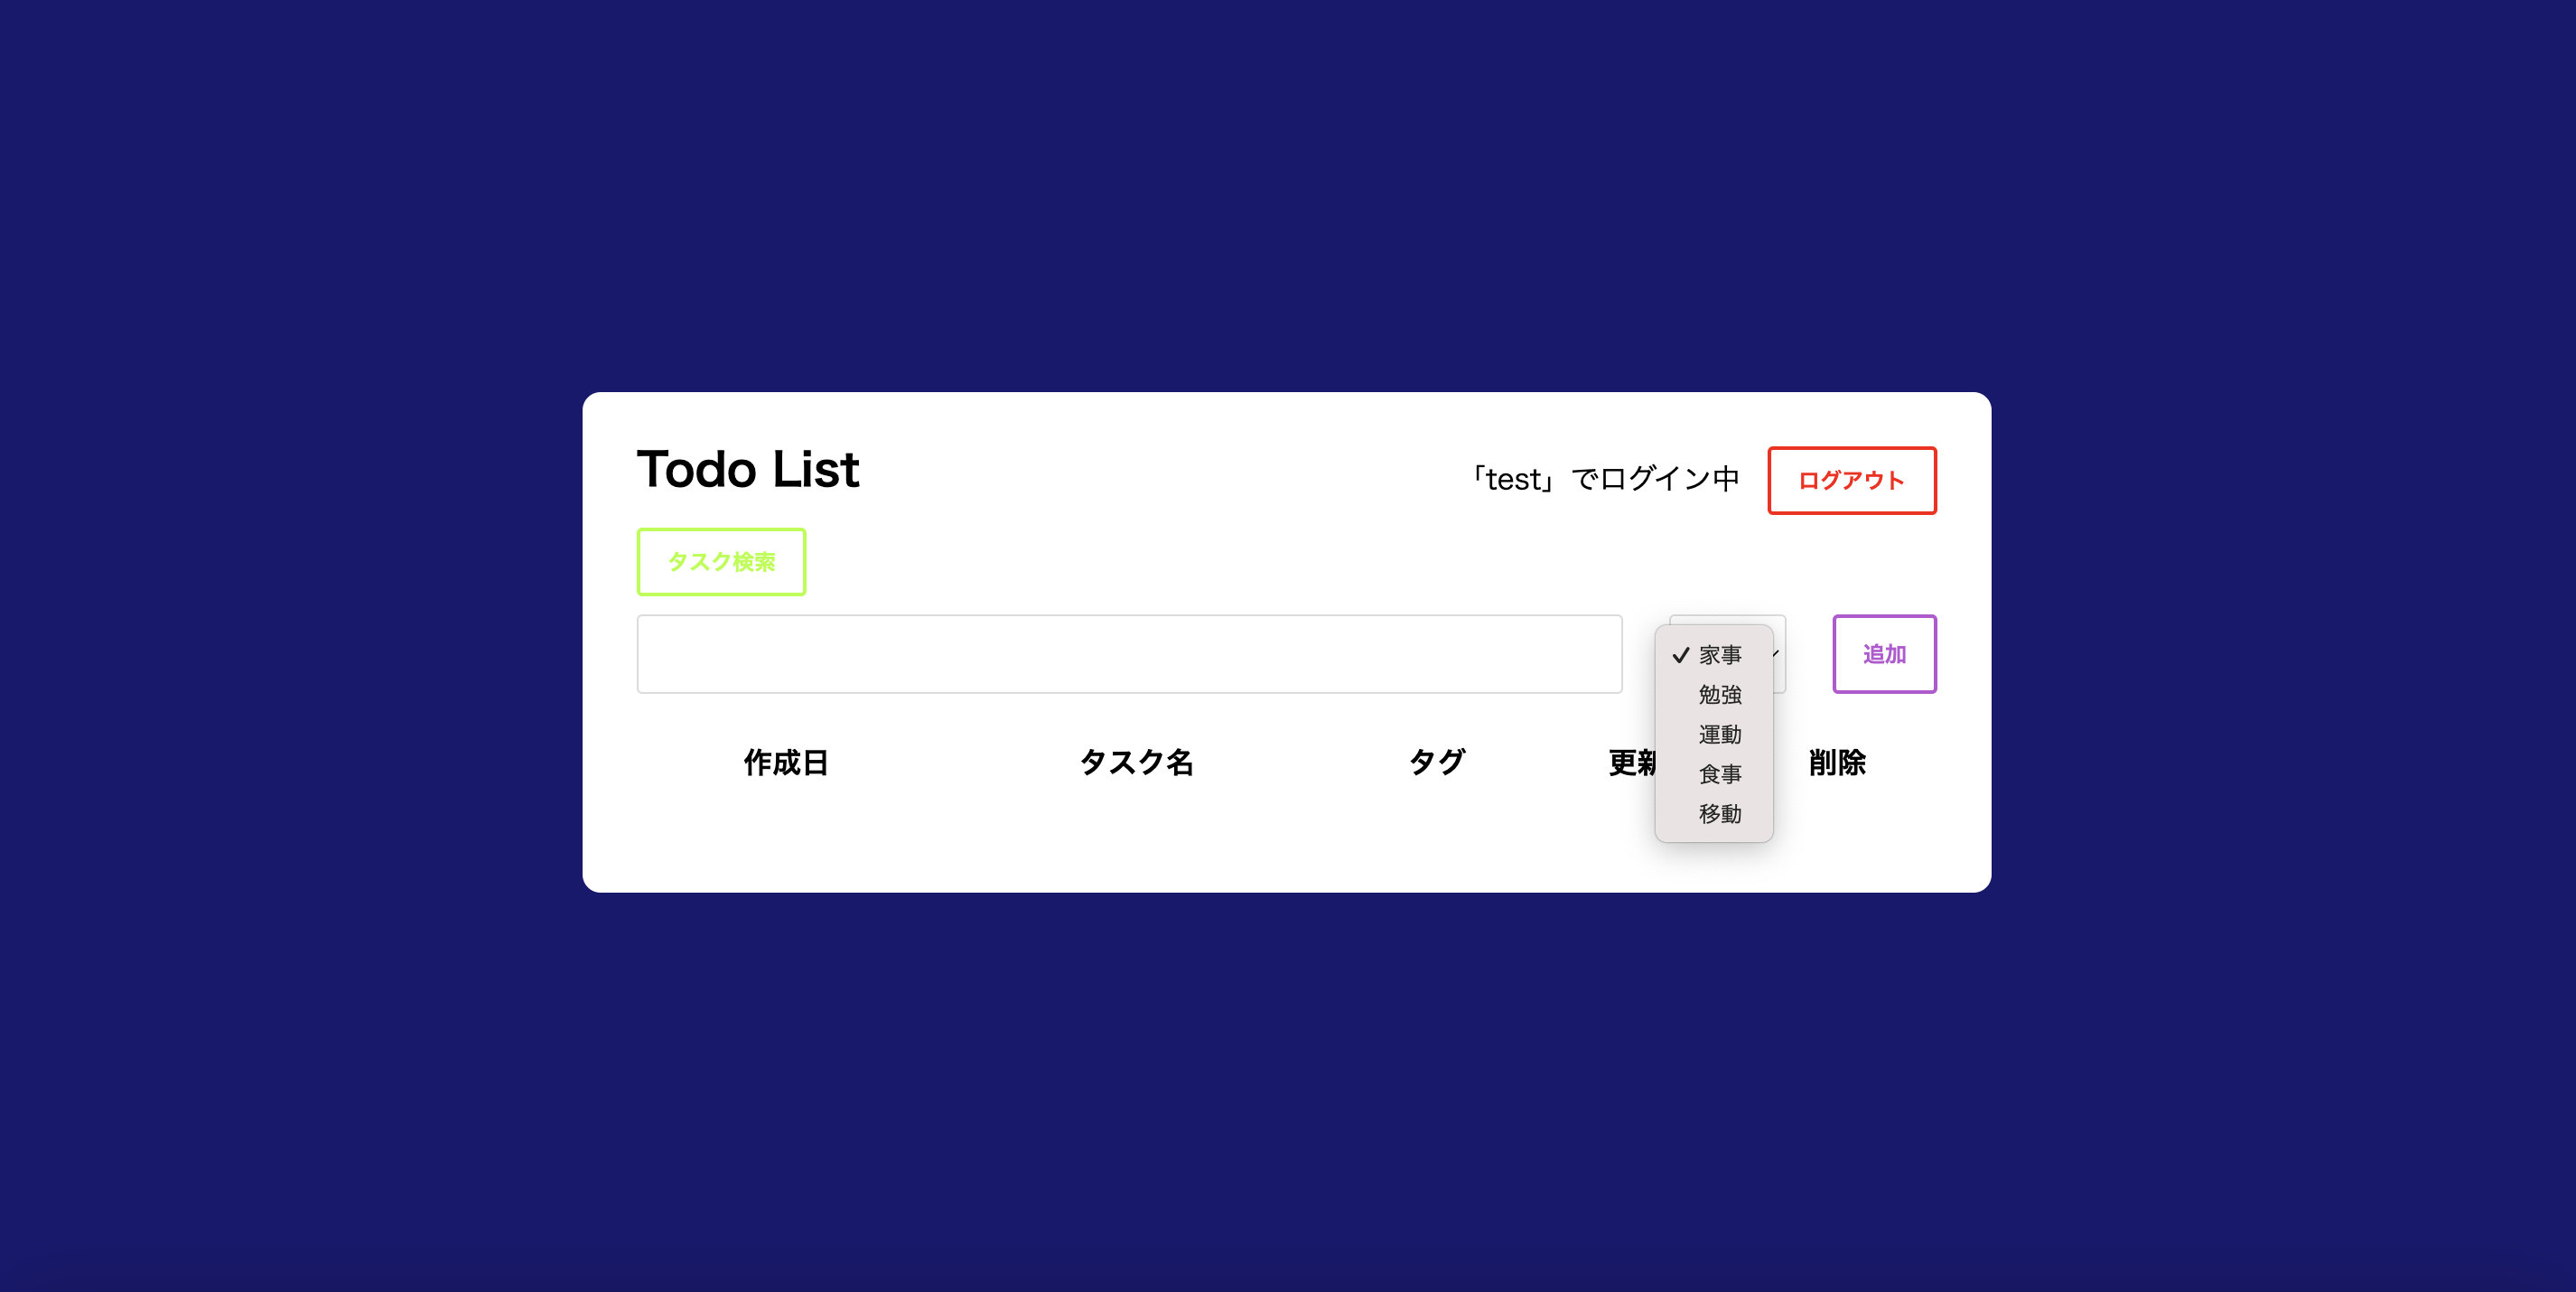 Todo List
「test」でログイン中
ログアウト
タスク検索
追加
家事
勉強
運動
食事
移動
作成日 タスク名 タグ 更新 削除